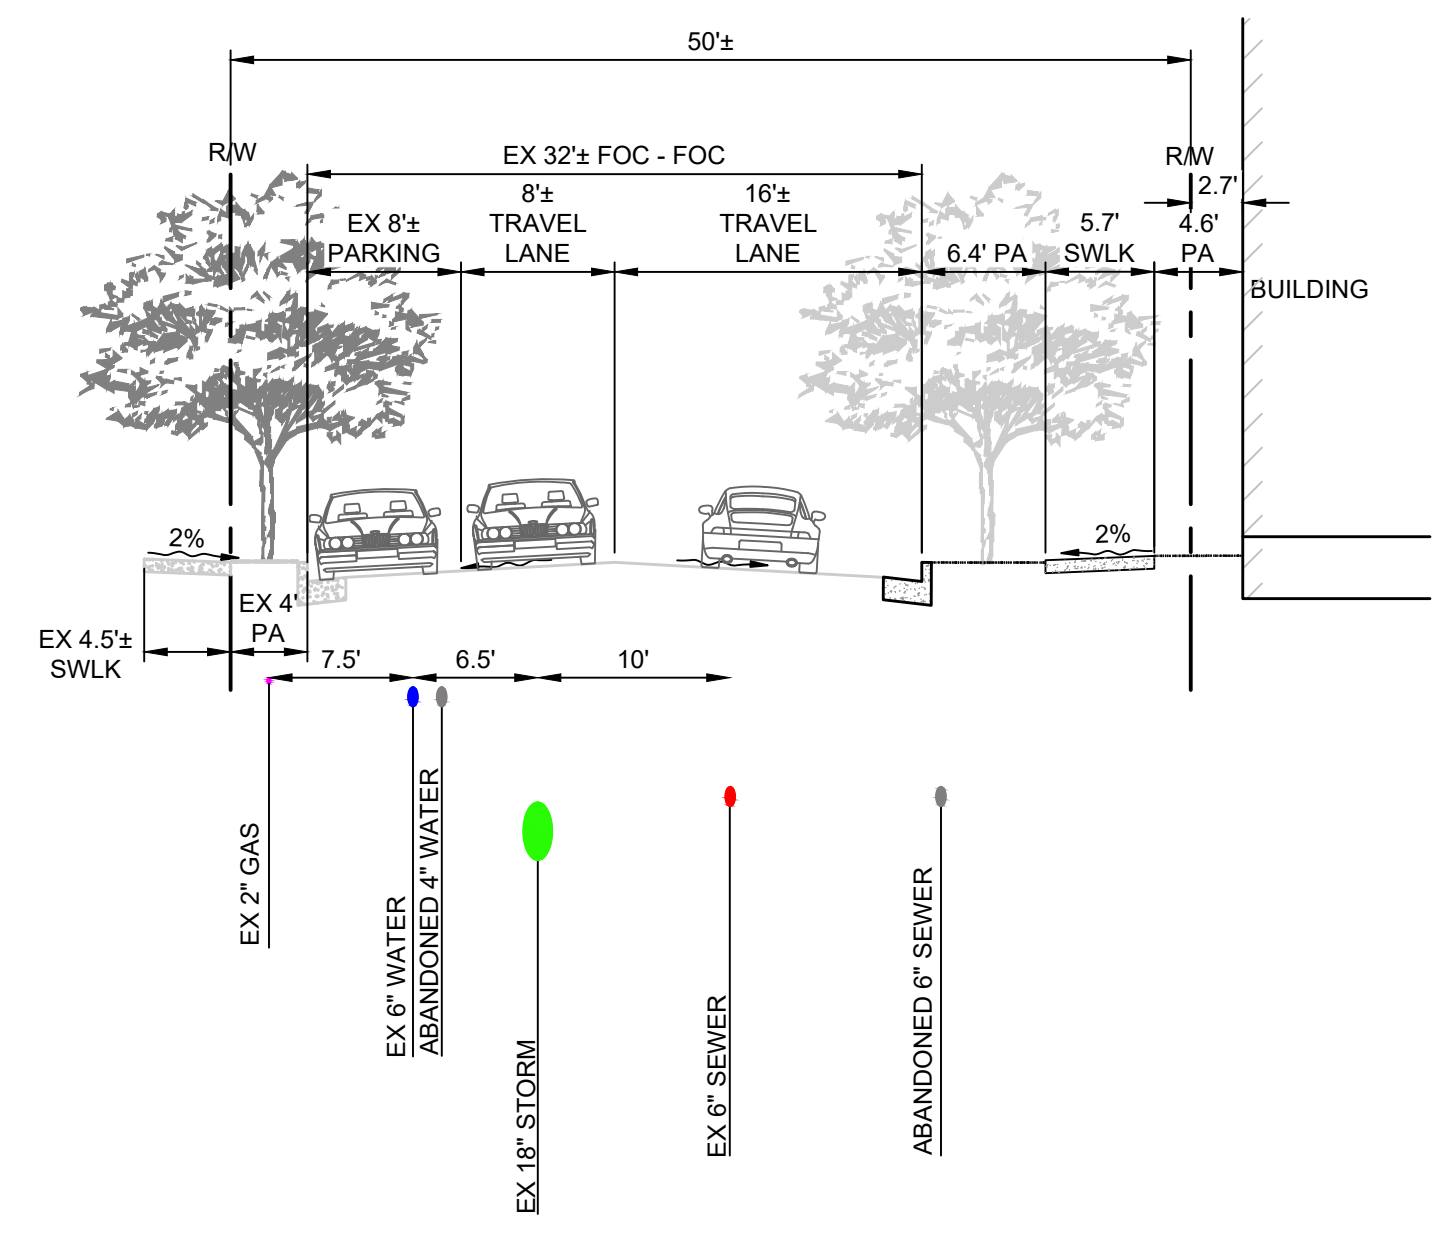 50'±
R/W
EX 32'± FOC - FOC
R/W
2.7'
EX 8'±
PARKING
8'±
TRAVEL
LANE
16'±
TRAVEL
LANE
6.4' PA
5.7'
SWLK
4.6'
PA
BUILDING
2%
2%
EX 4.5'±
SWLK
EX 4'
PA
7.5'
6.5'
10'
EX 2" GAS
EX 6" WATER
ABANDONED 4" WATER
EX 18" STORM
EX 6" SEWER
ABANDONED 6" SEWER